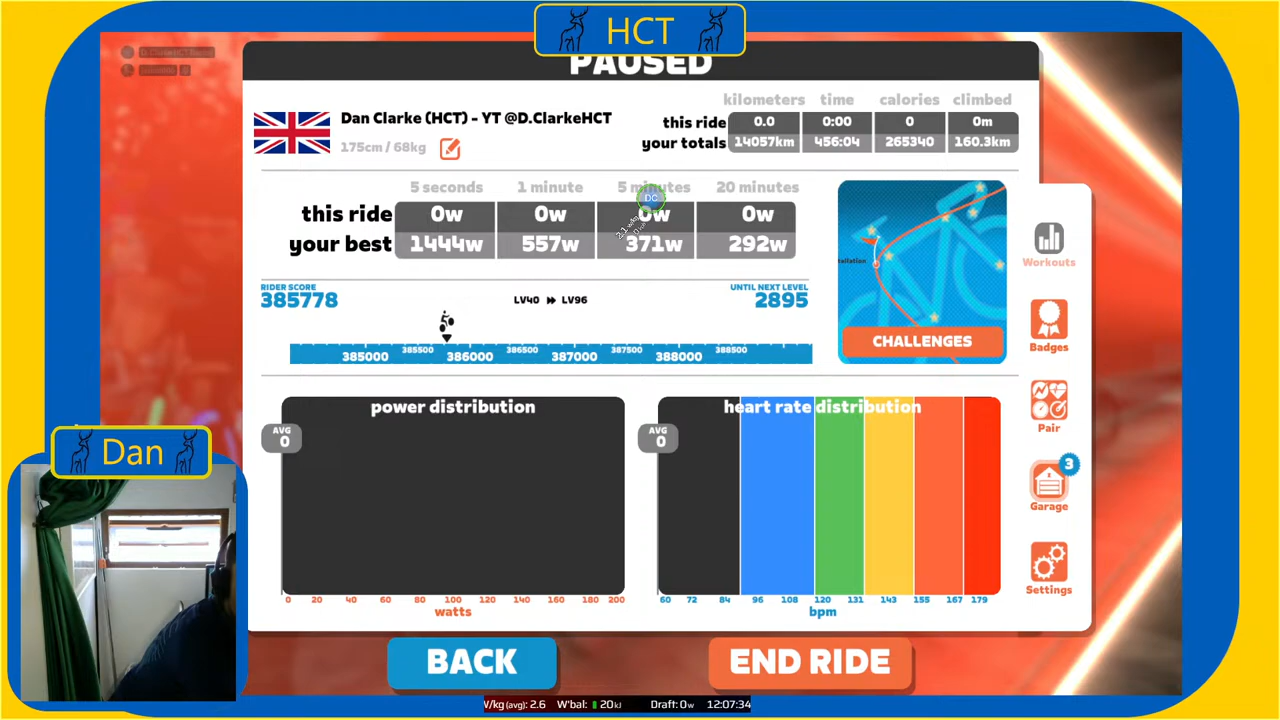 HCT
PAUSED
D.ClarkeHCT
Dan Clarke (HCT) - YT @D.ClarkeHCT
175cm / 68kg
kilometers time calories climbed
this ride 0.0 0:00 0 0m
your totals 14057km 456:04 265340 160.3km
5 seconds 1 minute 5 minutes 20 minutes
DC
this ride 0w 0w 0w 0w
your best 1444w 557w 371w 292w
RIDER SCORE
385778
LV40 LV96
UNTIL NEXT LEVEL
2895
385500 386500 387500 388500
385000 386000 387000 388000
CHALLENGES
Workouts
Badges
Pair
3
Garage
Settings
power distribution
AVG
0
0 20 40 60 80 100 120 140 160 180 200
watts
heart rate distribution
AVG
0
60 72 84 96 108 120 131 143 155 167 179
bpm
Dan
BACK
END RIDE
V/kg (avg): 2.6 W'bal: 20kJ Draft: 0w 12:07:34